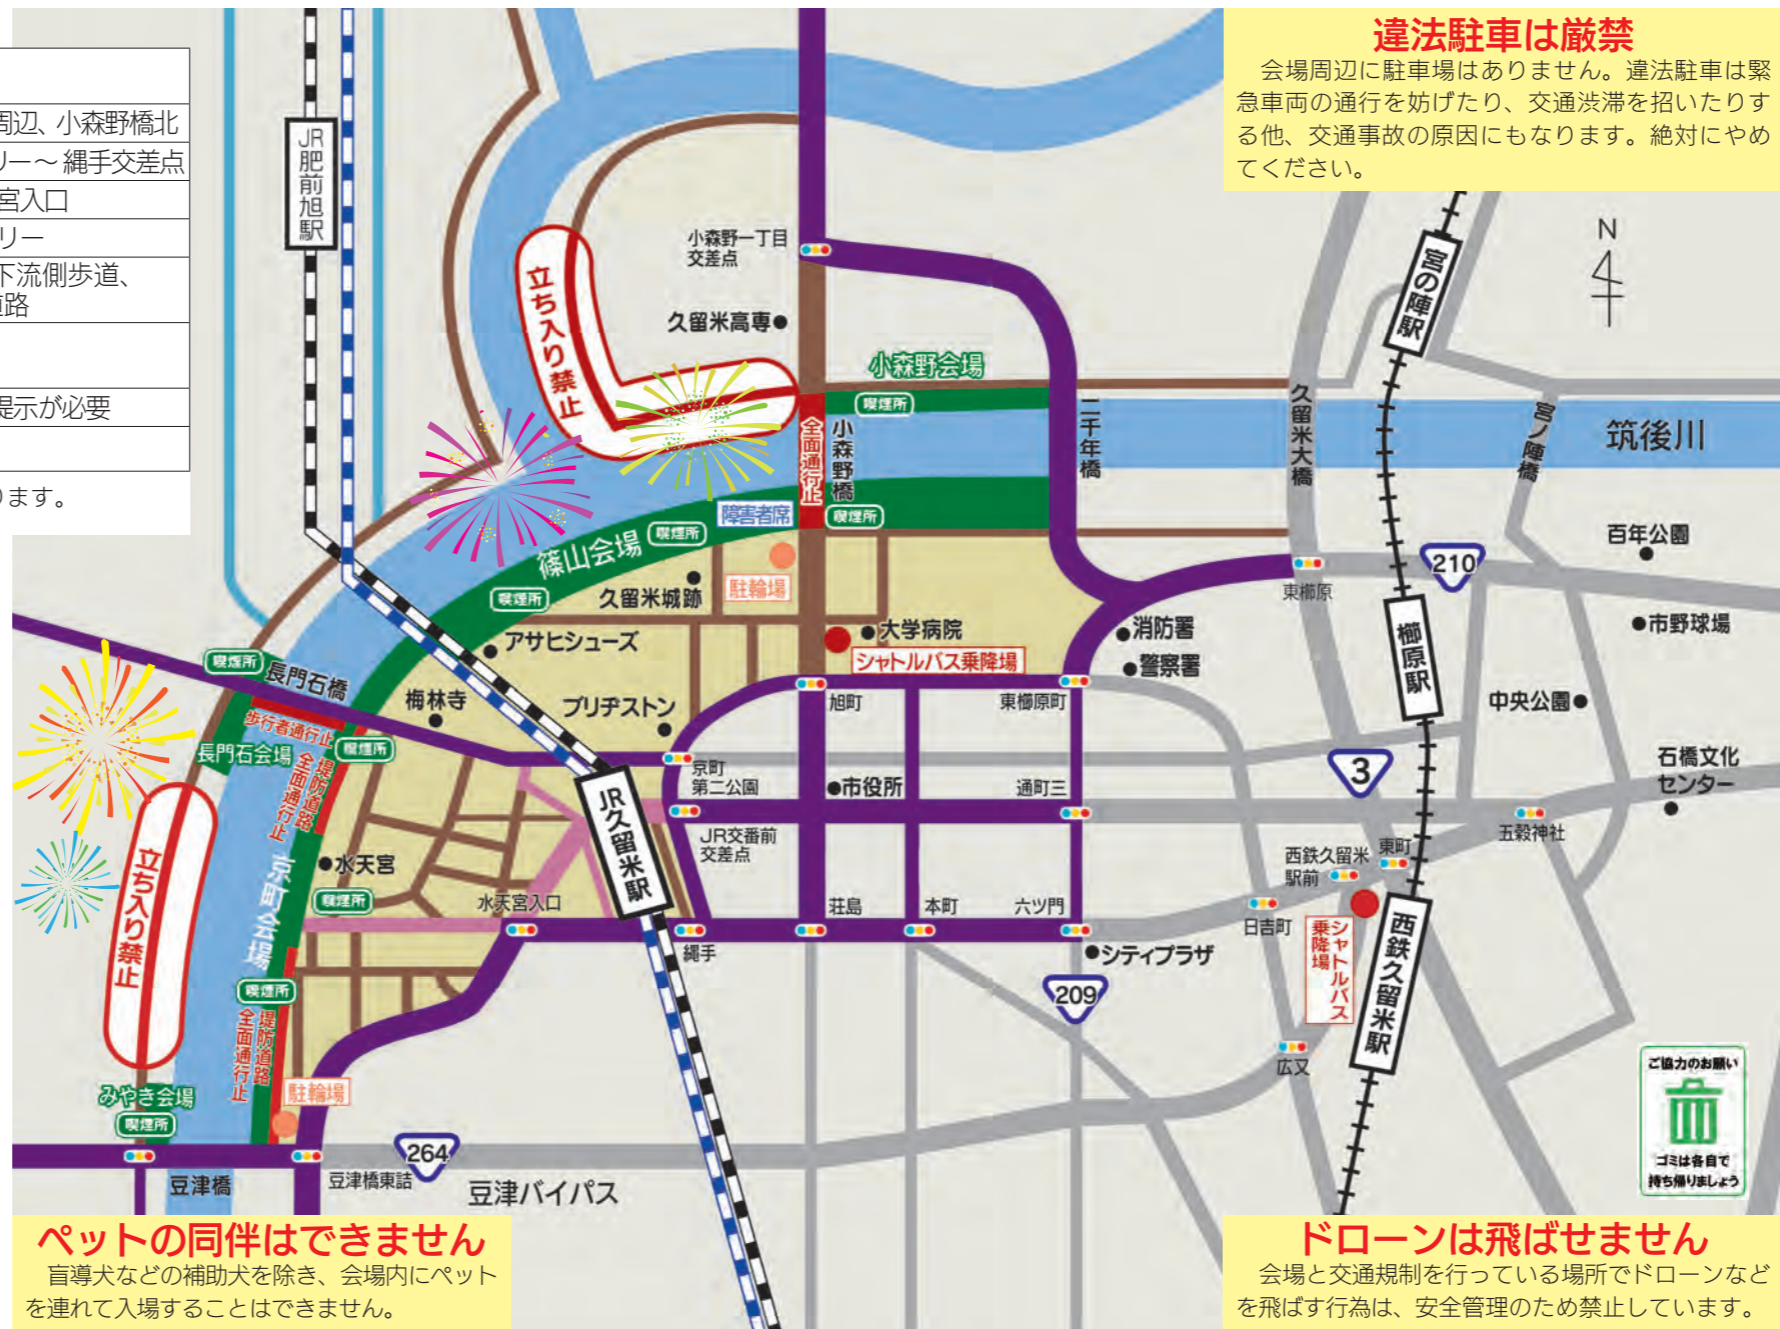 周辺、小森野橋北
リー〜縄手交差点
宮入口
リー
下流側歩道、
道路
提示が必要
ります。
違法駐車は厳禁
会場周辺に駐車場はありません。違法駐車は緊
急車両の通行を妨げたり、交通渋滞を招いたりす
る他、交通事故の原因にもなります。絶対にやめ
てください。
N
JR肥前旭駅
小森野一丁目
交差点
久留米高専
立ち入り禁止
小森野会場
喫煙所
全面通行止
小森野橋
二千年橋
久留米大橋
宮の陣駅
宮ノ陣橋
筑後川
障害者席
喫煙所
喫煙所
篠山会場
喫煙所
久留米城跡
駐輪場
アサヒシューズ
大学病院
シャトルバス乗降場
消防署
警察署
東櫛原
210
百年公園
市野球場
櫛原駅
中央公園
石橋文化
センター
喫煙所
長門石橋
歩行者通行止
長門石会場
喫煙所
堤防道路
全面通行止
梅林寺
ブリヂストン
旭町
東櫛原町
京町
第二公園
市役所
通町三
3
JR久留米駅
JR交番前
交差点
五穀神社
東町
西鉄久留米
駅前
水天宮
京町会場
喫煙所
立ち入り禁止
水天宮入口
縄手
荘島
本町
六ツ門
日吉町
シャトルバス
乗降場
西鉄久留米駅
シティプラザ
209
広又
喫煙所
堤防道路
全面通行止
駐輪場
みやき会場
喫煙所
264
豆津橋
豆津橋東詰
豆津バイパス
ご協力のお願い
ゴミは各自で
持ち帰りましょう
ペットの同伴はできません
盲導犬などの補助犬を除き、会場内にペット
を連れて入場することはできません。
ドローンは飛ばせません
会場と交通規制を行っている場所でドローンなど
を飛ばす行為は、安全管理のため禁止しています。